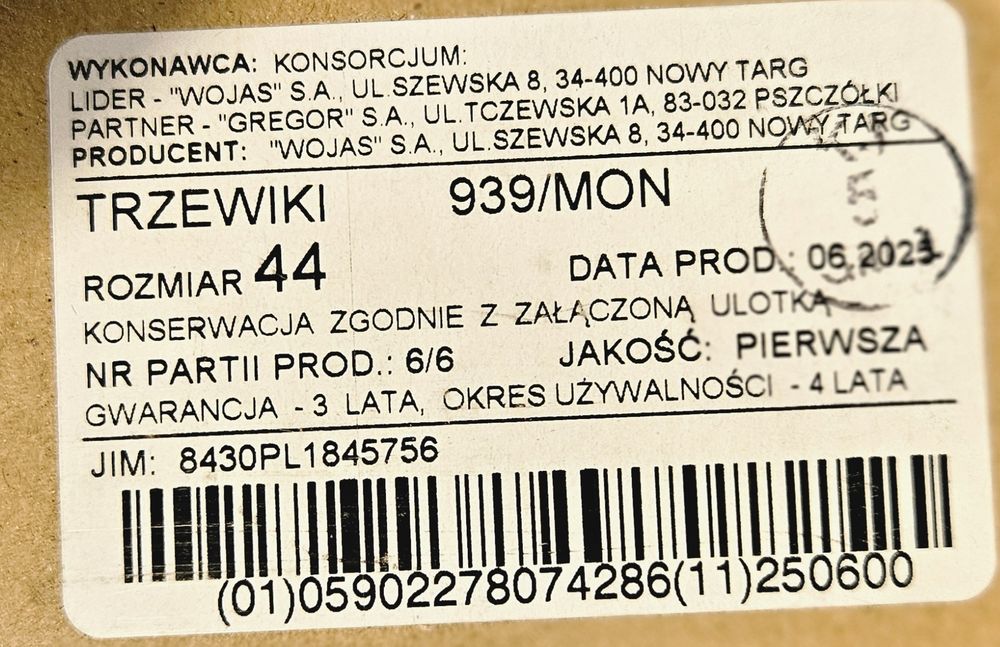 WYKONAWCA: KONSORCJUM:
LIDER - "WOJAS" S.A., UL.SZEWSKA 8, 34-400 NOWY TARG
PARTNER - "GREGOR" S.A., UL.TCZEWSKA 1A, 83-032 PSZCZÓŁKI
PRODUCENT: "WOJAS" S.A., UL.SZEWSKA 8, 34-400 NOWY TARG
TRZEWIKI 939/MON
ROZMIAR 44 DATA PROD.: 06.2025
KONSERWACJA ZGODNIE Z ZAŁĄCZONĄ ULOTKĄ
NR PARTII PROD.: 6/6 JAKOŚĆ: PIERWSZA
GWARANCJA - 3 LATA, OKRES UŻYWALNOŚCI - 4 LATA
JIM: 8430PL1845756
(01)05902278074286(11)250600